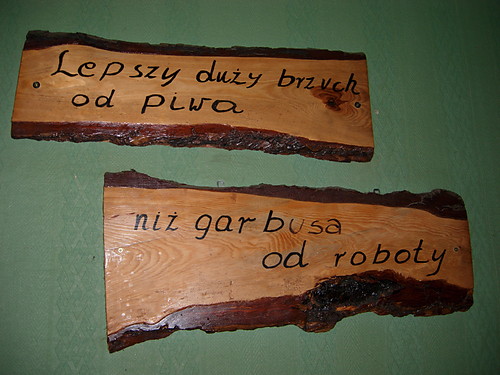 Lepszy duży brzuch
od piwa
niż garbusa
od roboty